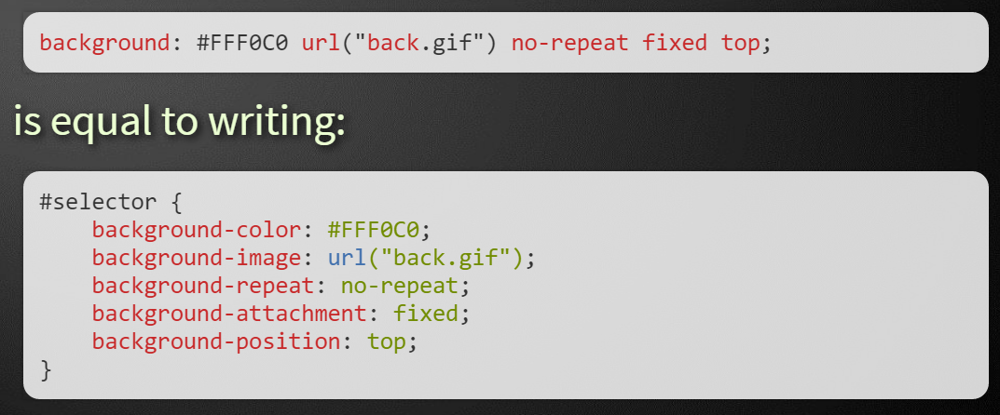 background: #FFF0C0 url("back.gif") no-repeat fixed top;
is equal to writing:
#selector {
    background-color: #FFF0C0;
    background-image: url("back.gif");
    background-repeat: no-repeat;
    background-attachment: fixed;
    background-position: top;
}